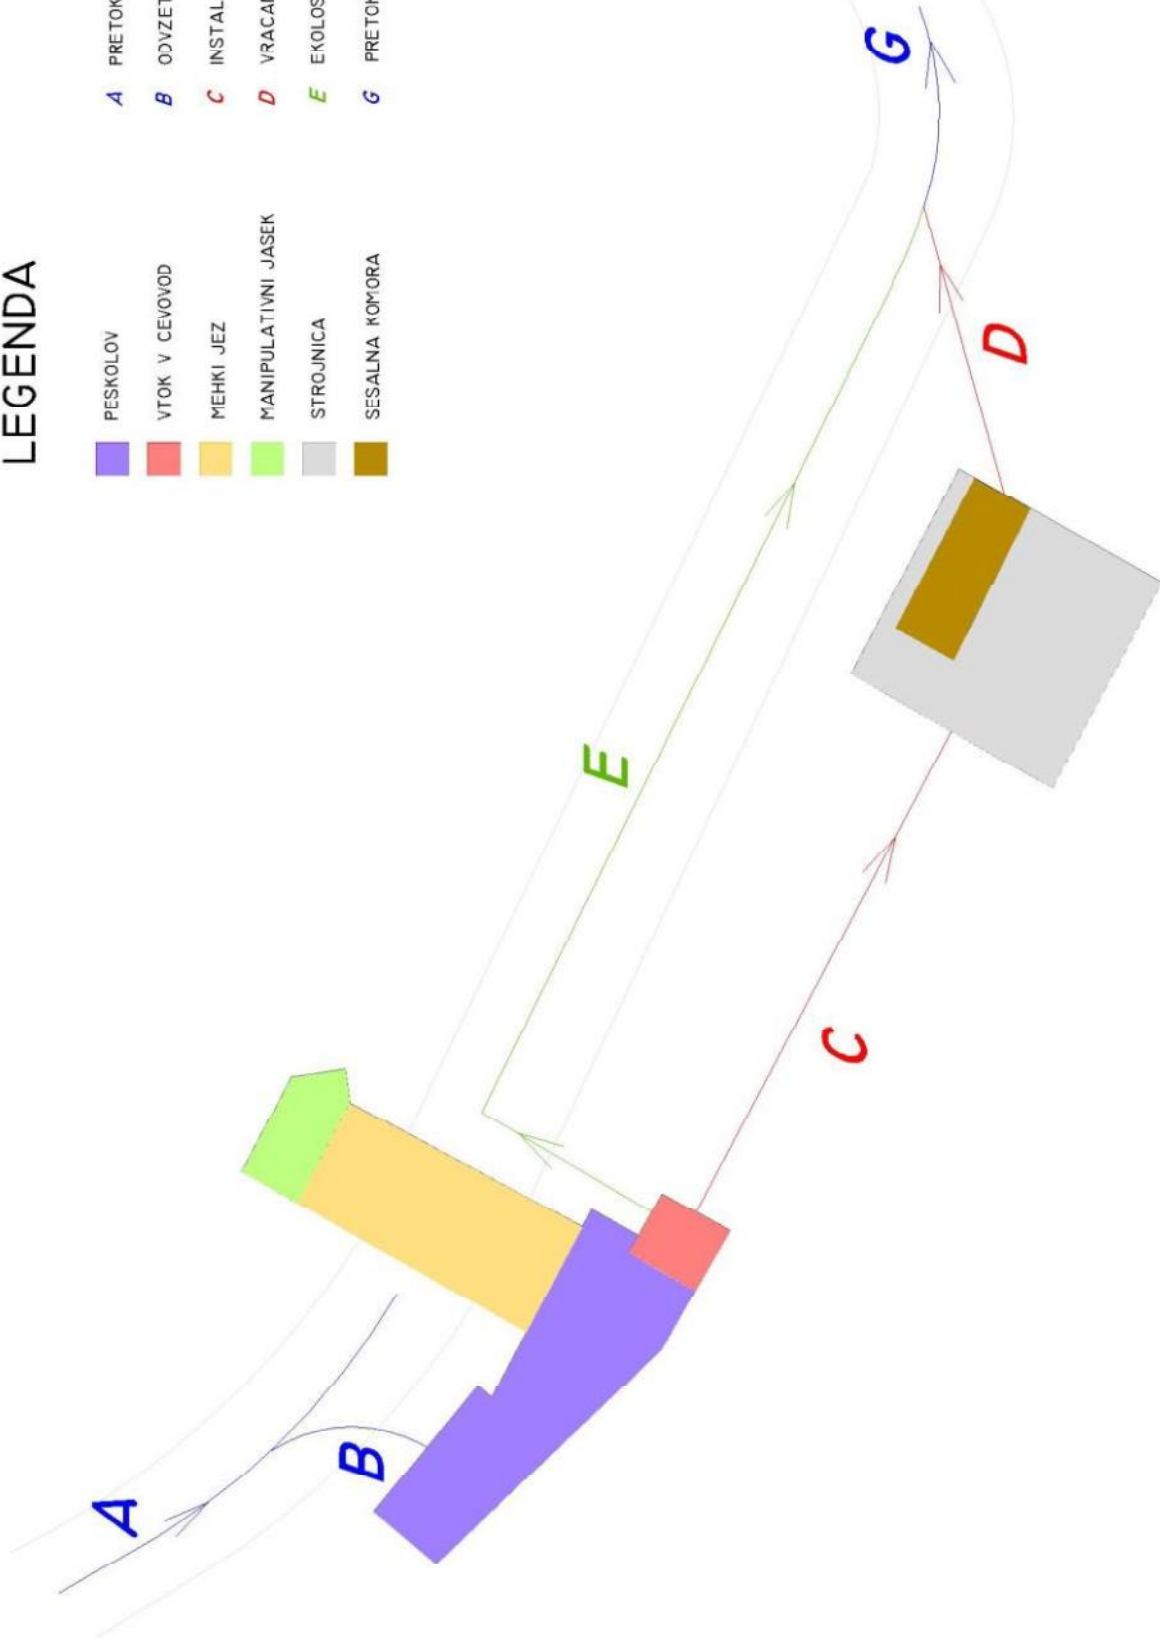 LEGENDA
PESKOLOV
VTOK V CEVOVOD
MEHKI JEZ
MANIPULATIVNI JASEK
STROJNICA
SESALNA KOMORA
A PRETOK
B ODVZET
C INSTAL
D VRACA
E EKOLOS
G PRETOK
A
B
C
D
E
G